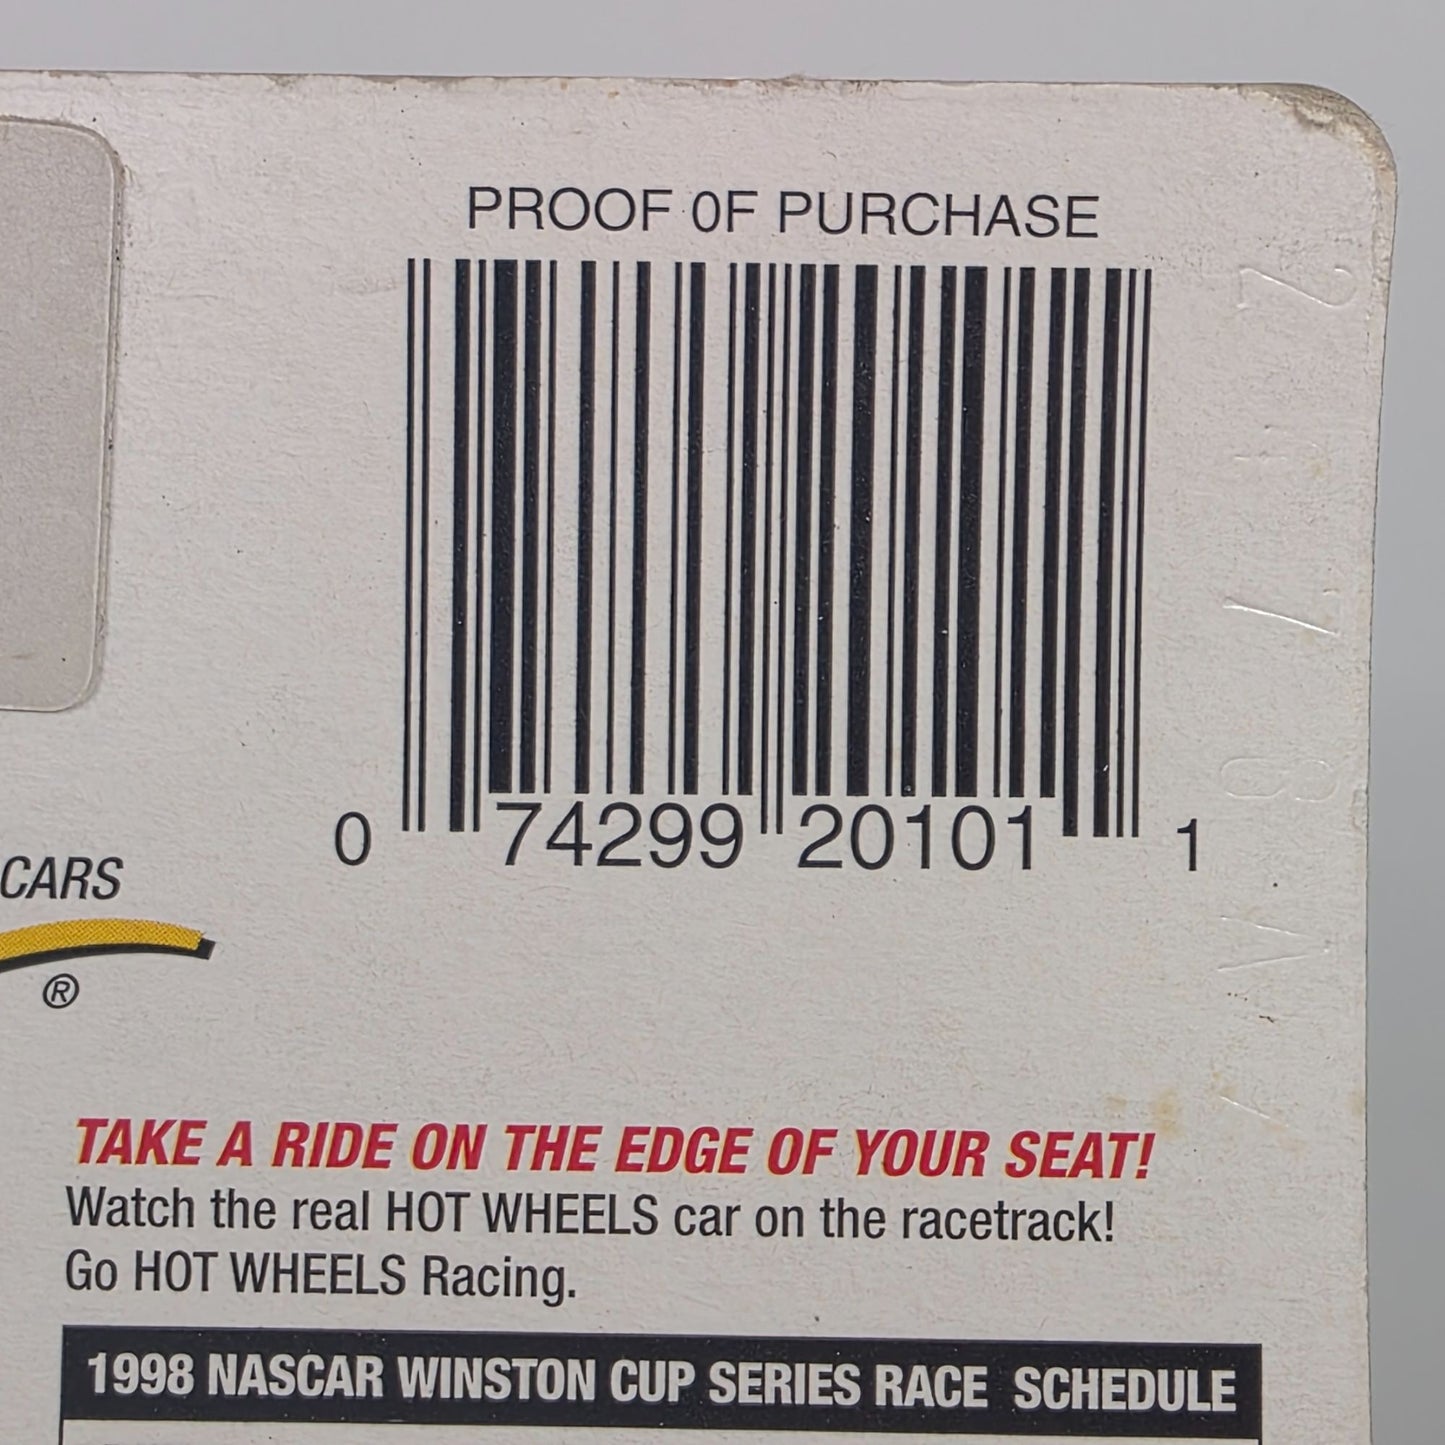 PROOF OF PURCHASE
0 74299 20101 1
CARS
®
TAKE A RIDE ON THE EDGE OF YOUR SEAT!
Watch the real HOT WHEELS car on the racetrack!
Go HOT WHEELS Racing.
1998 NASCAR WINSTON CUP SERIES RACE SCHEDULE